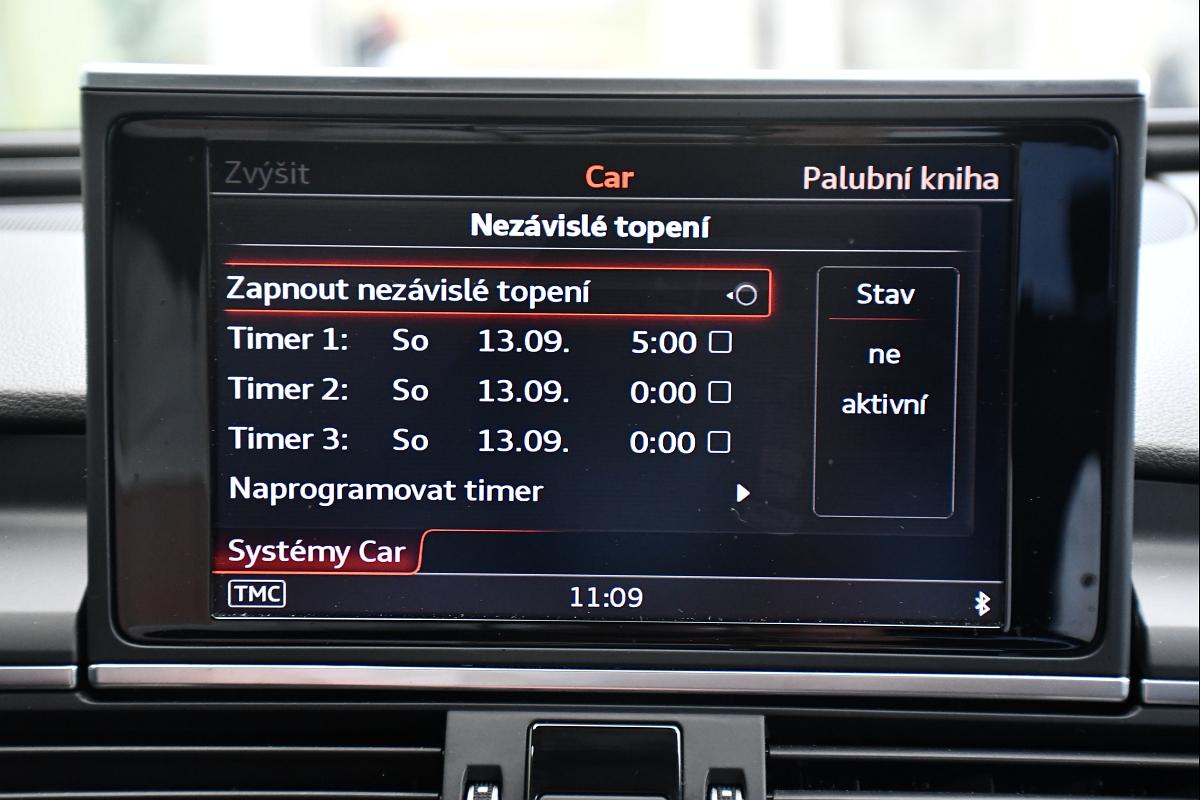 Zvýšit Car Palubní kniha
Nezávislé topení
Zapnout nezávislé topení
Timer 1: So 13.09. 5:00
Timer 2: So 13.09. 0:00
Timer 3: So 13.09. 0:00
Naprogramovat timer
Stav
ne
aktivní
Systémy Car
TMC 11:09